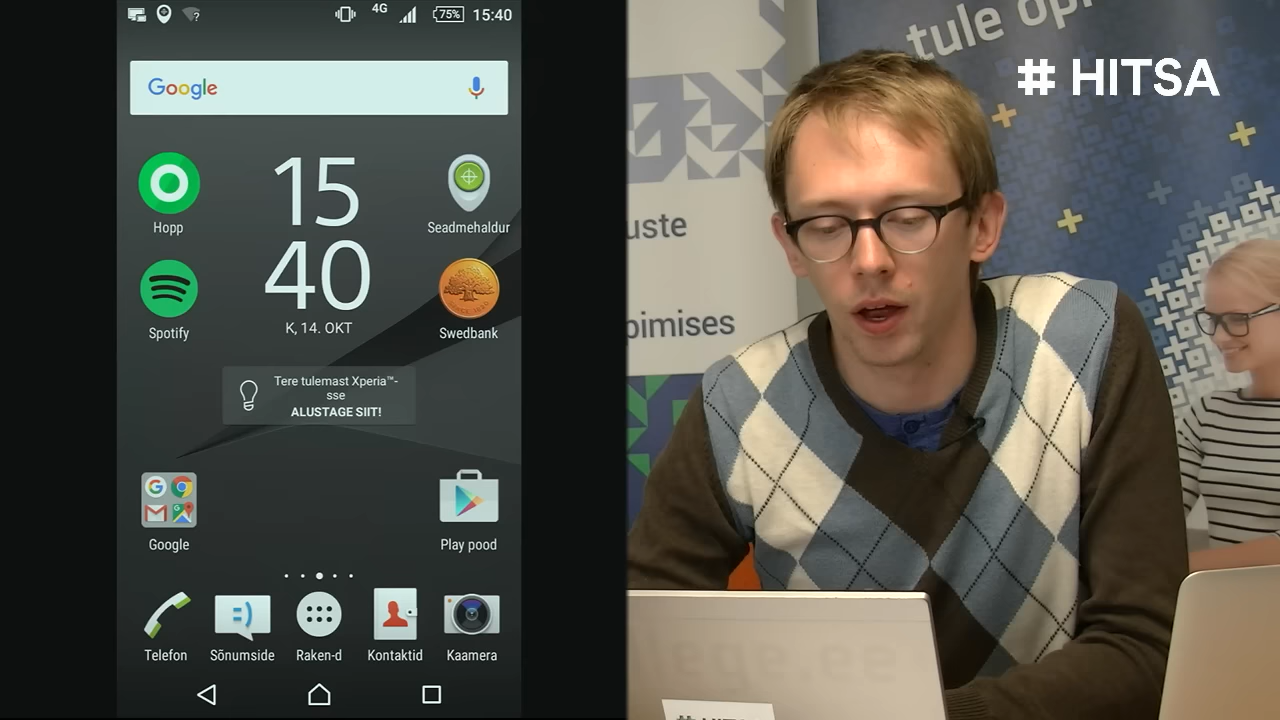 4G
75%
15:40
Google
15
40
K, 14. OKT
Hopp
Seadmehaldur
Spotify
Swedbank
Tere tulemast Xperia™-
sse
ALUSTAGE SIIT!
Google
Play pood
Telefon
Sõnumside
Raken-d
Kontaktid
Kaamera
tule õpi
# HITSA
uste
pimises